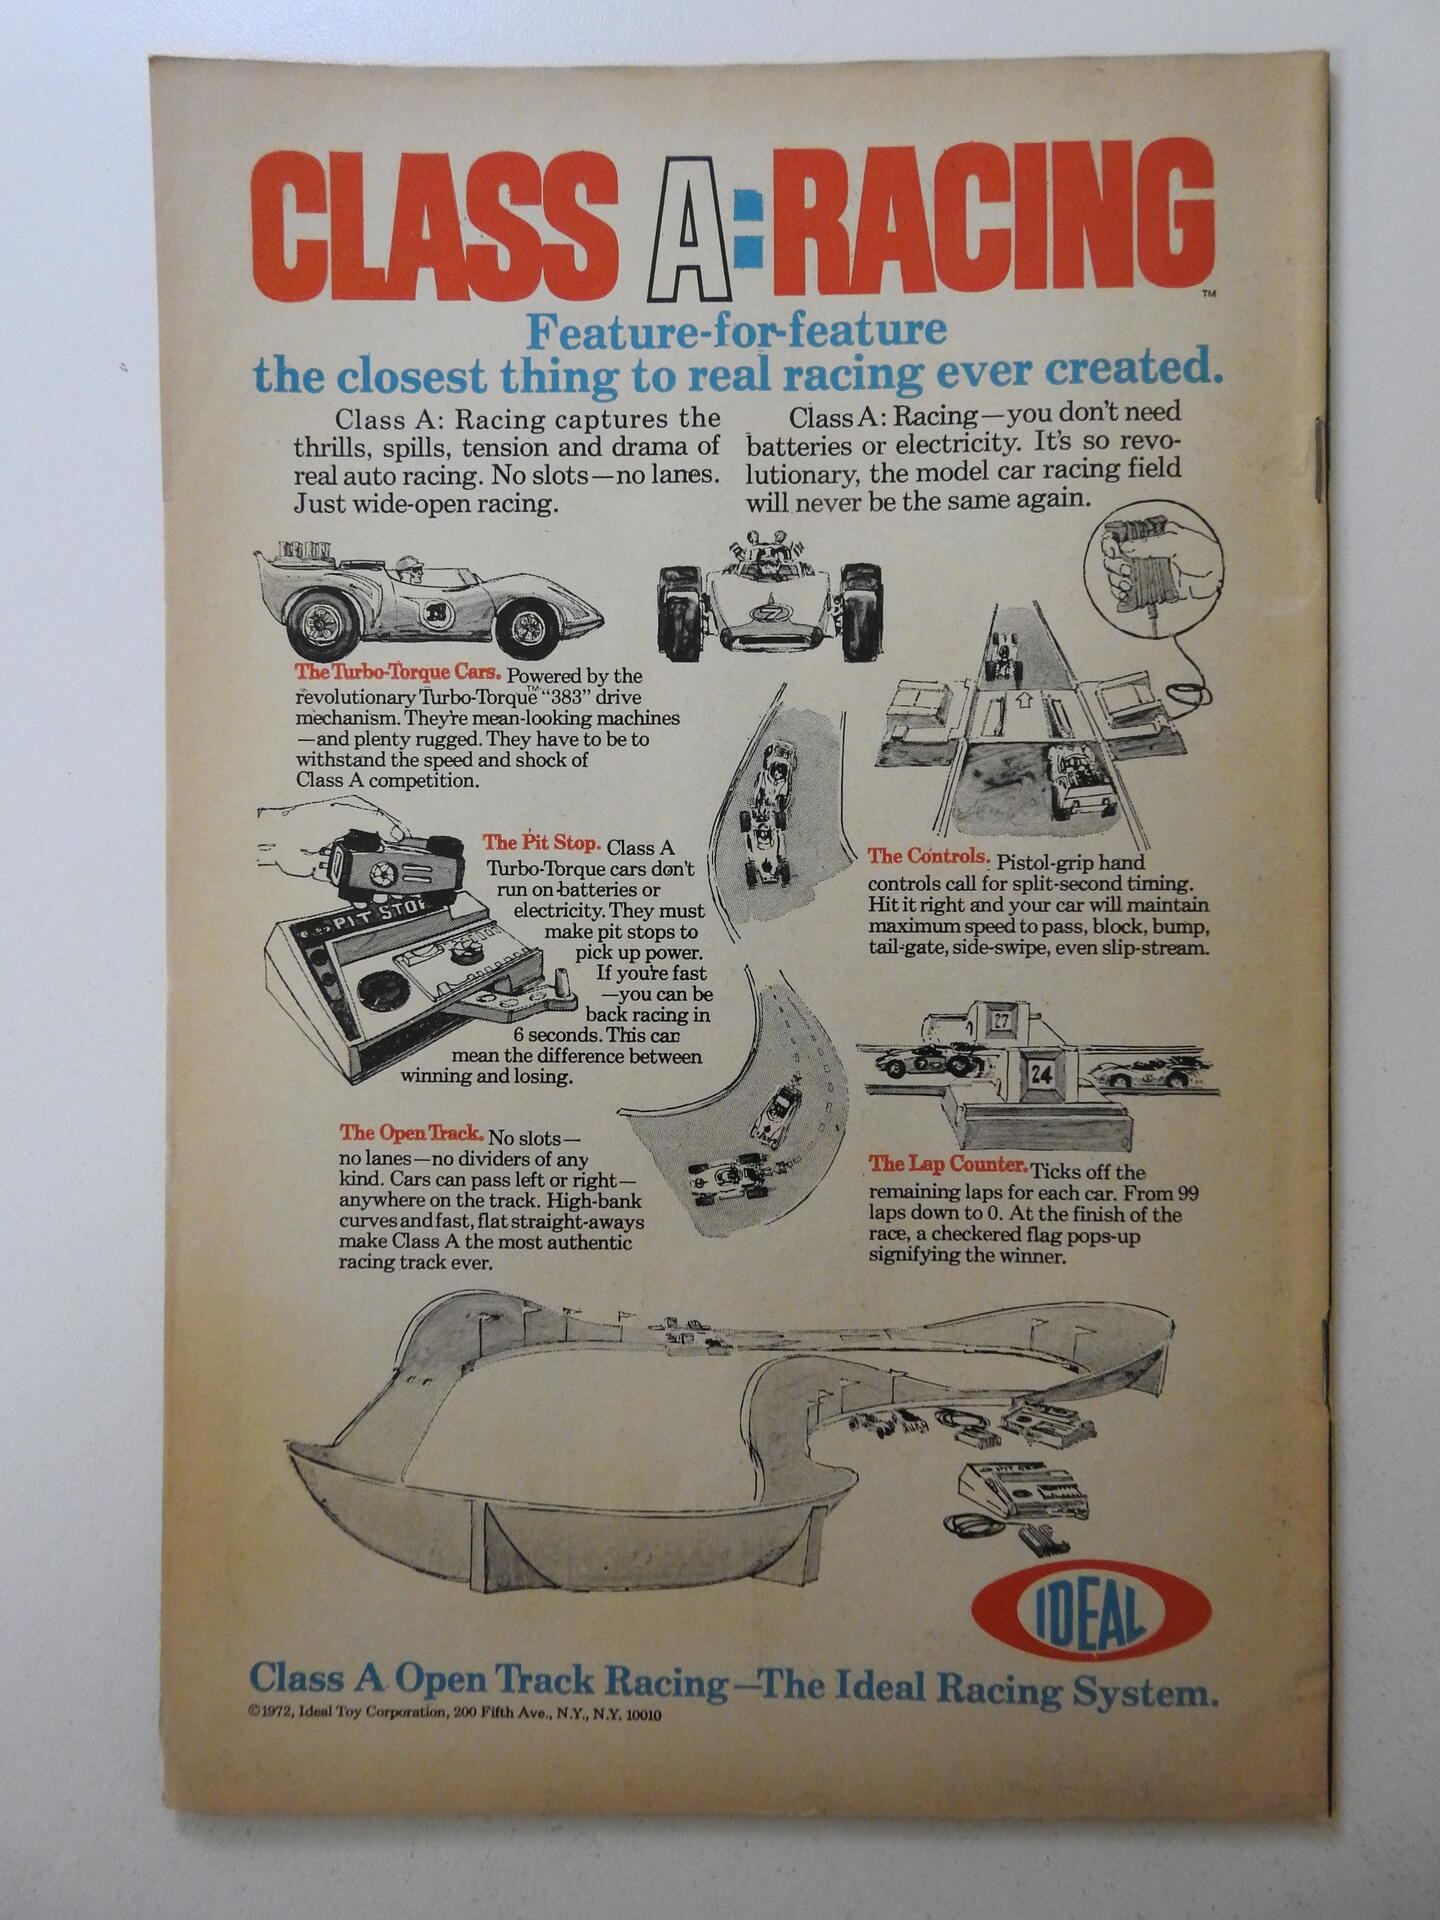 CLASS A:RACING
TM
Feature-for-feature
the closest thing to real racing ever created.
Class A: Racing captures the
thrills, spills, tension and drama of
real auto racing. No slots—no lanes.
Just wide-open racing.
Class A: Racing—you don't need
batteries or electricity. It's so revo-
lutionary, the model car racing field
will never be the same again.
The Turbo-Torque Cars. Powered by the
revolutionary Turbo-Torque™ "383" drive
mechanism. They're mean-looking machines
—and plenty rugged. They have to be to
withstand the speed and shock of
Class A competition.
PIT STOP
The Pit Stop. Class A
Turbo-Torque cars don't
run on batteries or
electricity. They must
make pit stops to
pick up power.
If you're fast
—you can be
back racing in
6 seconds. This can
mean the difference between
winning and losing.
The Controls. Pistol-grip hand
controls call for split-second timing.
Hit it right and your car will maintain
maximum speed to pass, block, bump,
tail-gate, side-swipe, even slip-stream.
27
24
The Open Track. No slots—
no lanes—no dividers of any
kind. Cars can pass left or right—
anywhere on the track. High-bank
curves and fast, flat straight-aways
make Class A the most authentic
racing track ever.
The Lap Counter. Ticks off the
remaining laps for each car. From 99
laps down to 0. At the finish of the
race, a checkered flag pops-up
signifying the winner.
IDEAL
Class A Open Track Racing—The Ideal Racing System.
©1972, Ideal Toy Corporation, 200 Fifth Ave., N.Y., N.Y. 10010